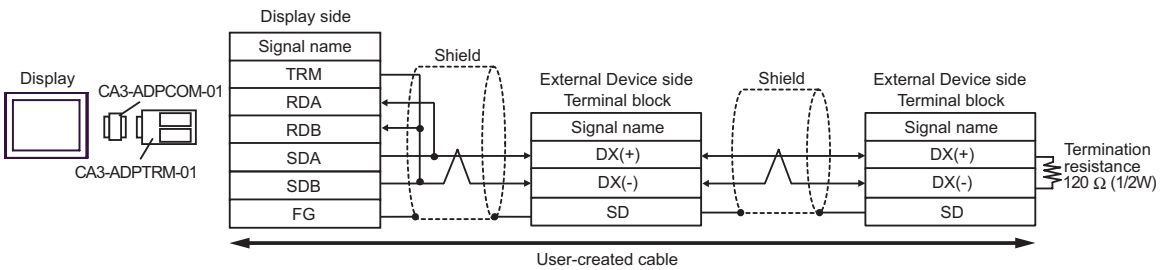 Display
CA3-ADPCOM-01
CA3-ADPTRM-01
Display side
Signal name
TRM
RDA
RDB
SDA
SDB
FG
Shield
External Device side
Terminal block
Signal name
DX(+)
DX(-)
SD
Shield
External Device side
Terminal block
Signal name
DX(+)
DX(-)
SD
Termination
resistance
120 Ω (1/2W)
User-created cable